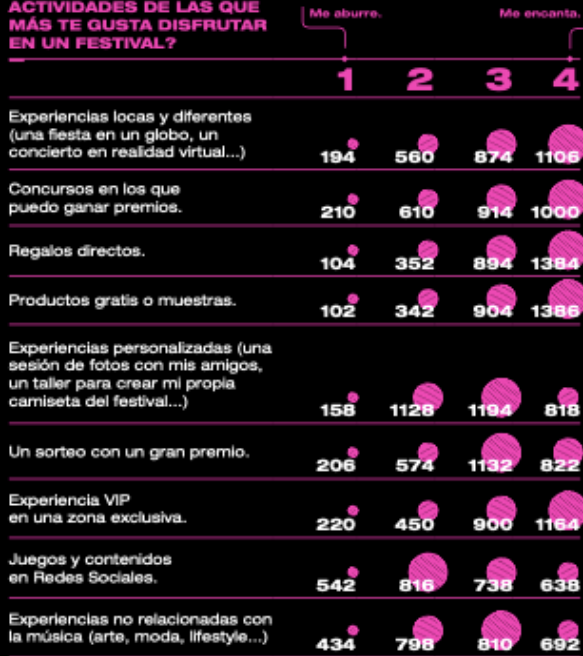 ACTIVIDADES DE LAS QUE
MÁS TE GUSTA DISFRUTAR
EN UN FESTIVAL?
Me aburre. Me encanta.
1 2 3 4
Experiencias locas y diferentes
(una fiesta en un globo, un
concierto en realidad virtual...)
194 560 874 1106
Concursos en los que
puedo ganar premios.
210 610 914 1000
Regalos directos.
104 352 894 1384
Productos gratis o muestras.
102 342 904 1386
Experiencias personalizadas (una
sesión de fotos con mis amigos,
un taller para crear mi propia
camiseta del festival...)
158 1128 1194 818
Un sorteo con un gran premio.
206 574 1132 822
Experiencia VIP
en una zona exclusiva.
220 450 900 1164
Juegos y contenidos
en Redes Sociales.
542 816 738 638
Experiencias no relacionadas con
la música (arte, moda, lifestyle...)
434 798 810 692